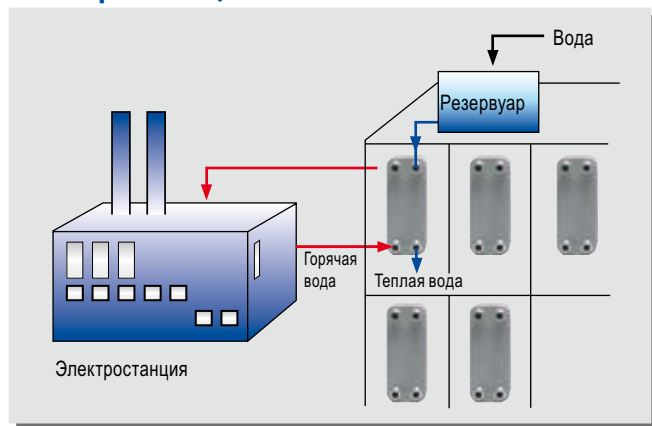 Вода
Резервуар
Горячая
вода
Теплая вода
Электростанция